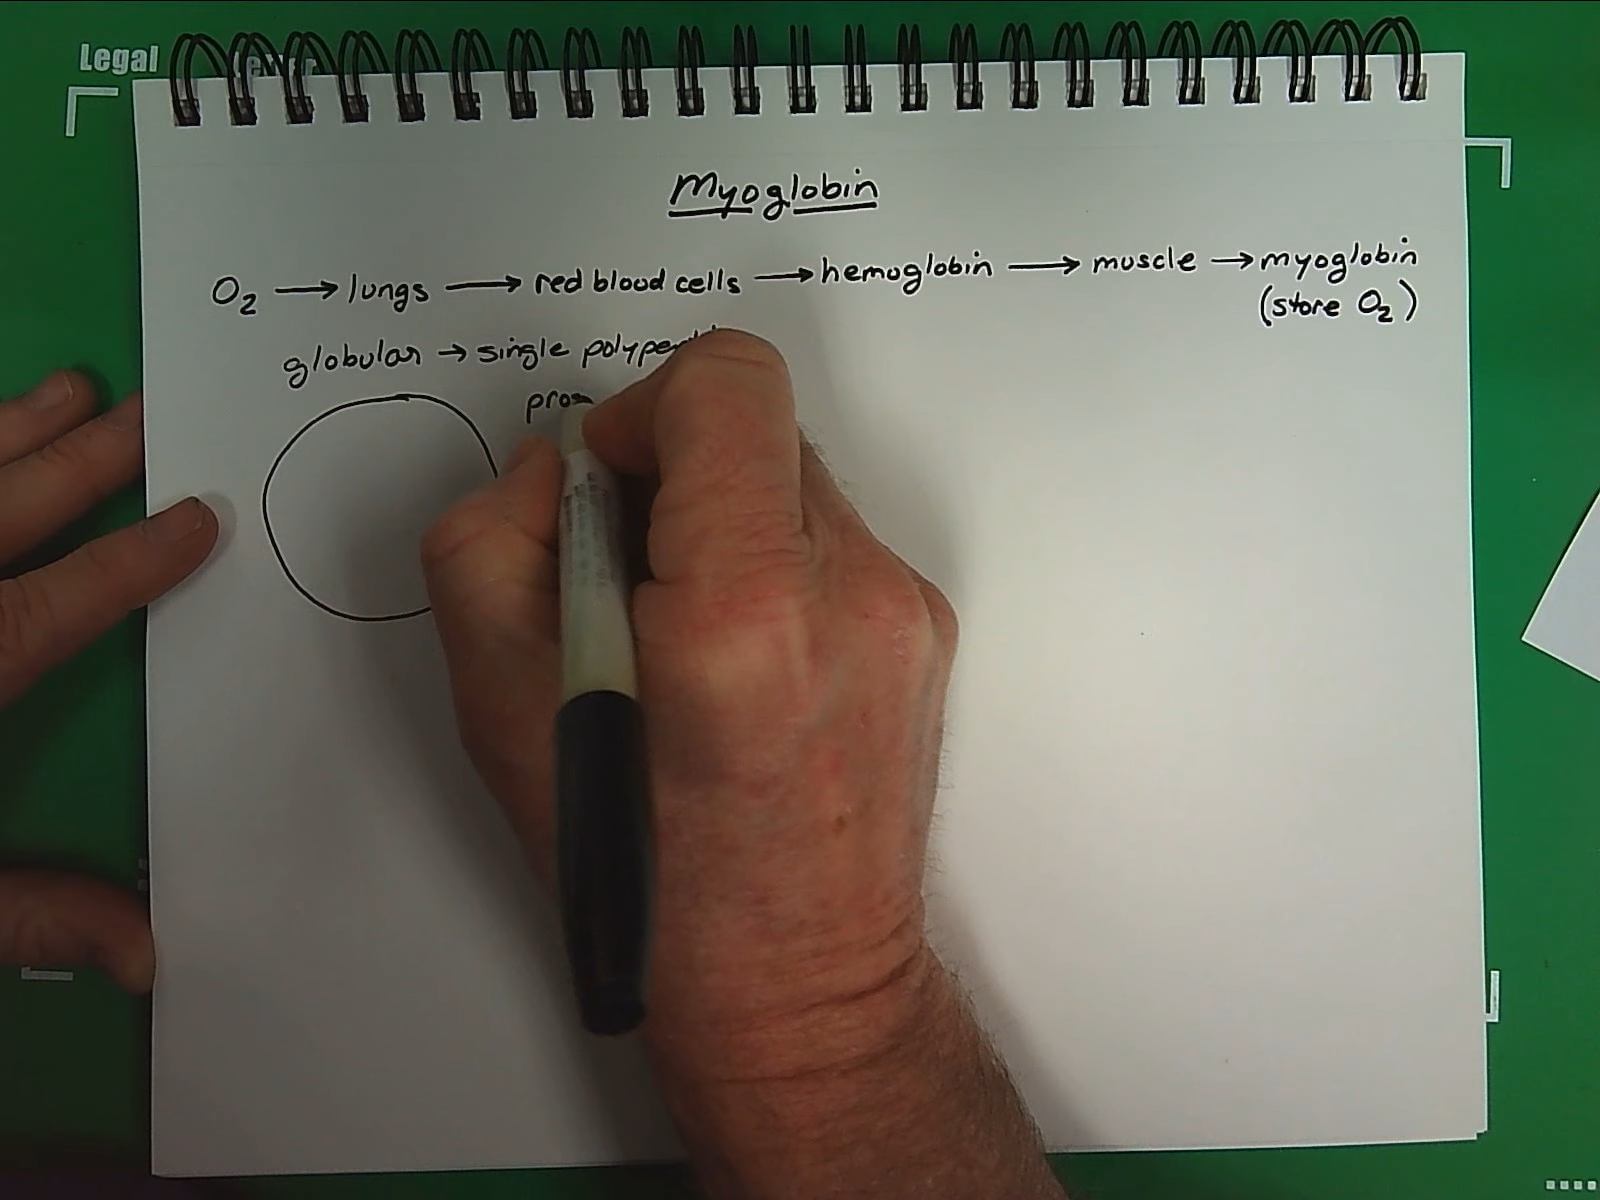 Legal
Myoglobin
O₂ → lungs → red blood cells → hemoglobin → muscle → myoglobin
(store O₂)
globular → single